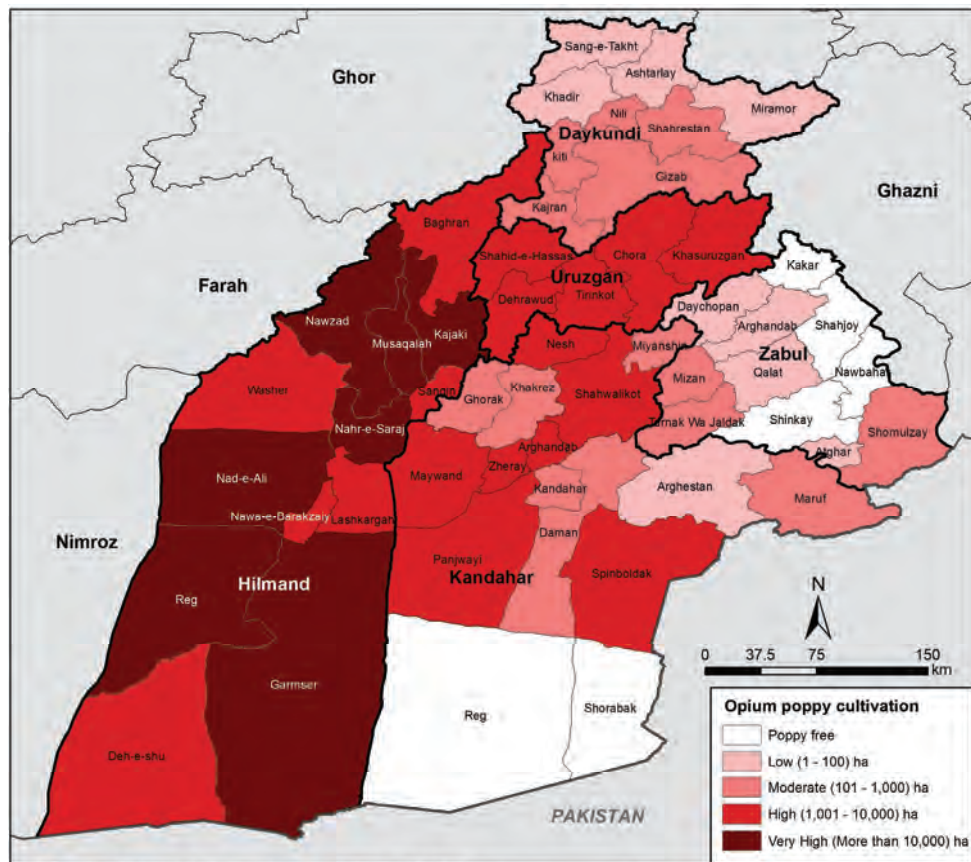 Sang-e-Takht
Ashtarlay
Ghor
Khadir
Miramor
Nili
Daykundi
Shahrestan
kiti
Gizab
Ghazni
Kajran
Baghran
Shahid-e-Hassas
Chora
Khasuruzgan
Kakar
Farah
Uruzgan
Dehrawud
Tirinkot
Daychopan
Nawzad
Musaqalah
Kajaki
Arghandab
Shahjoy
Nesh
Miyanshin
Zabul
Washer
Sangin
Ghorak
Khakrez
Mizan
Qalat
Nawbahar
Shahwalikot
Nahr-e-Saraj
Tarnak Wa Jaldak
Shinkay
Shomulzay
Arghandab
Atghar
Nad-e-Ali
Maywand
Zheray
Kandahar
Arghestan
Maruf
Nawa-e-Barakzaiy
Lashkargah
Nimroz
Daman
Panjwayi
Kandahar
Spinboldak
Hilmand
Reg
N
0 37.5 75 150
km
Garmser
Reg
Shorabak
Deh-e-shu
PAKISTAN
Opium poppy cultivation
Poppy free
Low (1 - 100) ha
Moderate (101 - 1,000) ha
High (1,001 - 10,000) ha
Very High (More than 10,000) ha